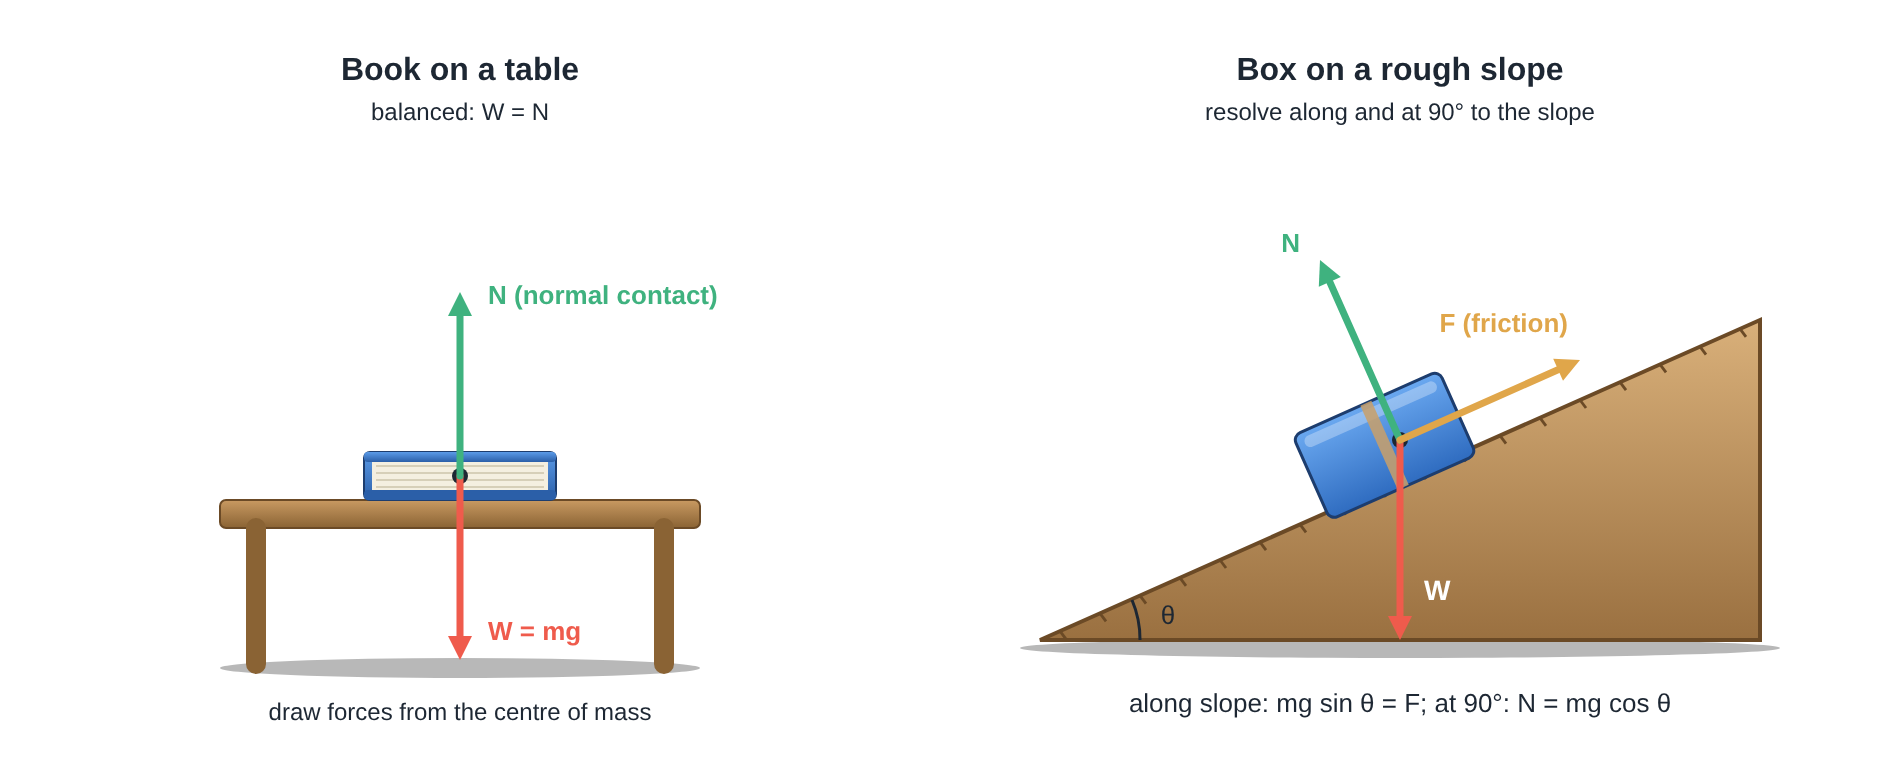 Book on a table
balanced: W = N
N (normal contact)
W = mg
draw forces from the centre of mass
Box on a rough slope
resolve along and at 90° to the slope
N
F (friction)
W
θ
along slope: mg sin θ = F; at 90°: N = mg cos θ